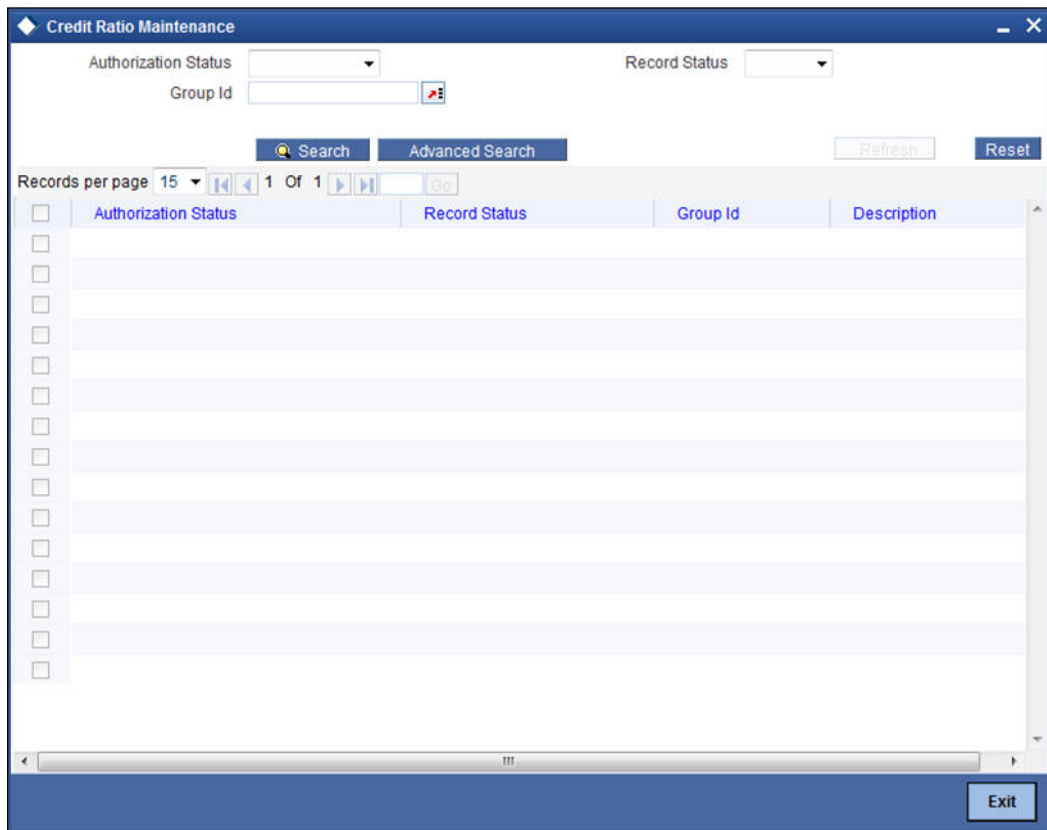 Credit Ratio Maintenance
Authorization Status
Record Status
Group Id
Search
Advanced Search
Refresh
Reset
Records per page 15 1 Of 1 Go
Authorization Status Record Status Group Id Description
Exit